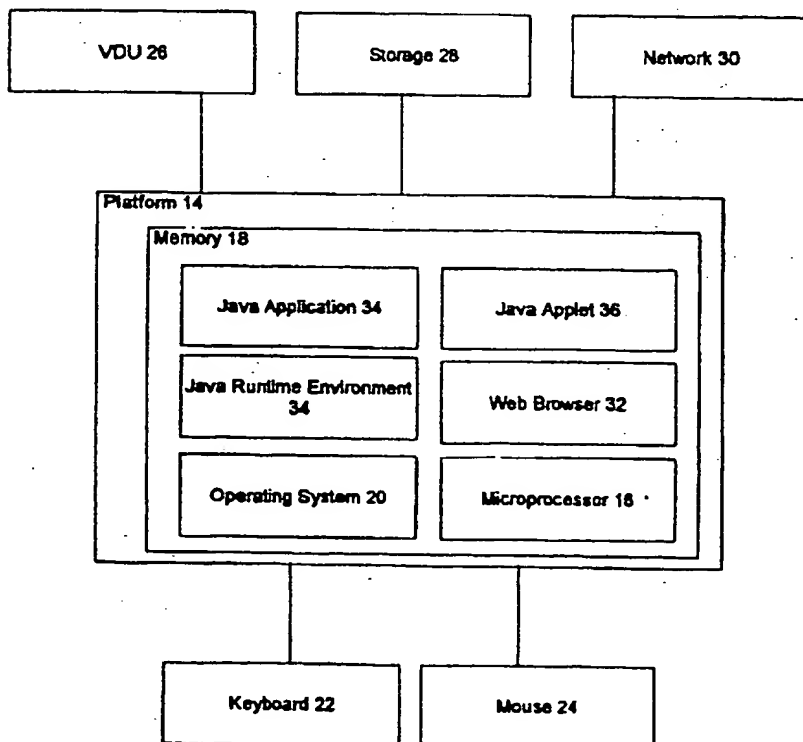 VDU 26
Storage 28
Network 30
Platform 14
Memory 18
Java Application 34
Java Applet 36
Java Runtime Environment
34
Web Browser 32
Operating System 20
Microprocessor 16
Keyboard 22
Mouse 24